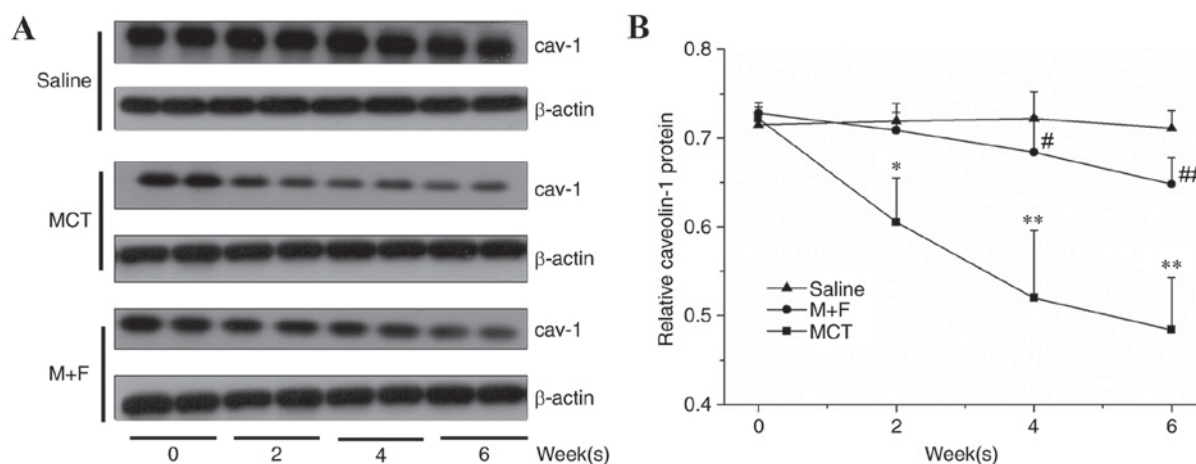 A
Saline
cav-1
β-actin
MCT
cav-1
β-actin
M+F
cav-1
β-actin
0 2 4 6 Week(s)
B
Relative caveolin-1 protein
0.8
0.7
0.6
0.5
0.4
#
##
*
**
**
Saline
M+F
MCT
0 2 4 6
Week(s)